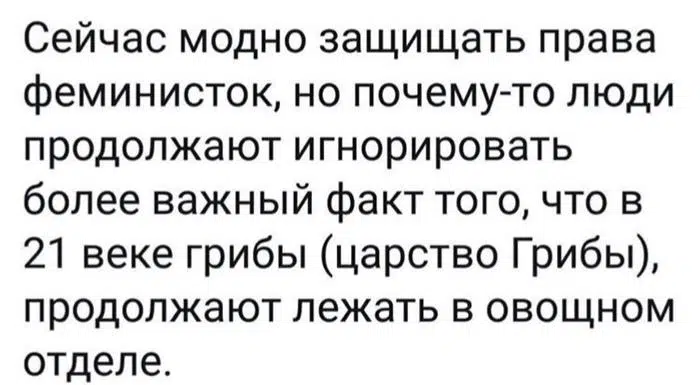 Сейчас модно защищать права
феминисток, но почему-то люди
продолжают игнорировать
более важный факт того, что в
21 веке грибы (царство Грибы),
продолжают лежать в овощном
отделе.